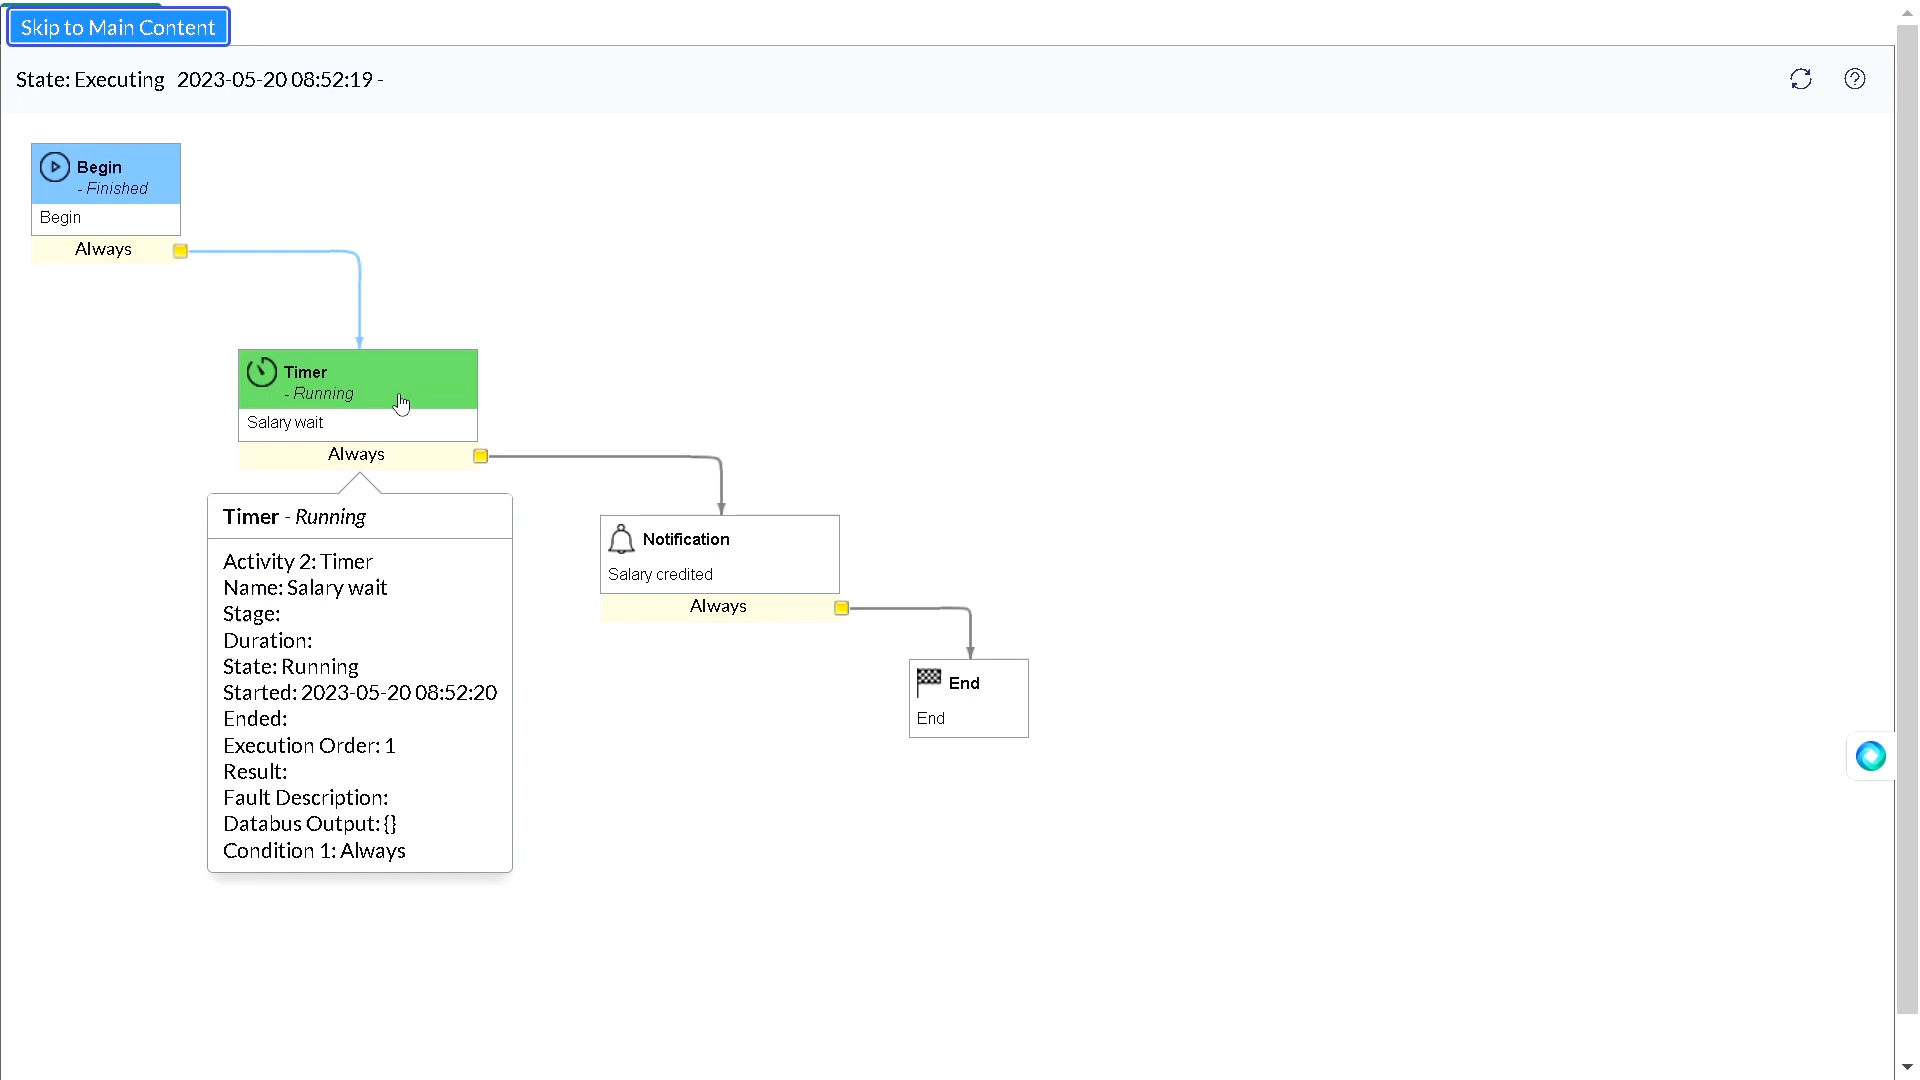 Skip to Main Content
State: Executing 2023-05-20 08:52:19 -
Begin
- Finished
Begin
Always
Timer
- Running
Salary wait
Always
Timer - Running
Activity 2: Timer
Name: Salary wait
Stage:
Duration:
State: Running
Started: 2023-05-20 08:52:20
Ended:
Execution Order: 1
Result:
Fault Description:
Databus Output: {}
Condition 1: Always
Notification
Salary credited
Always
End
End